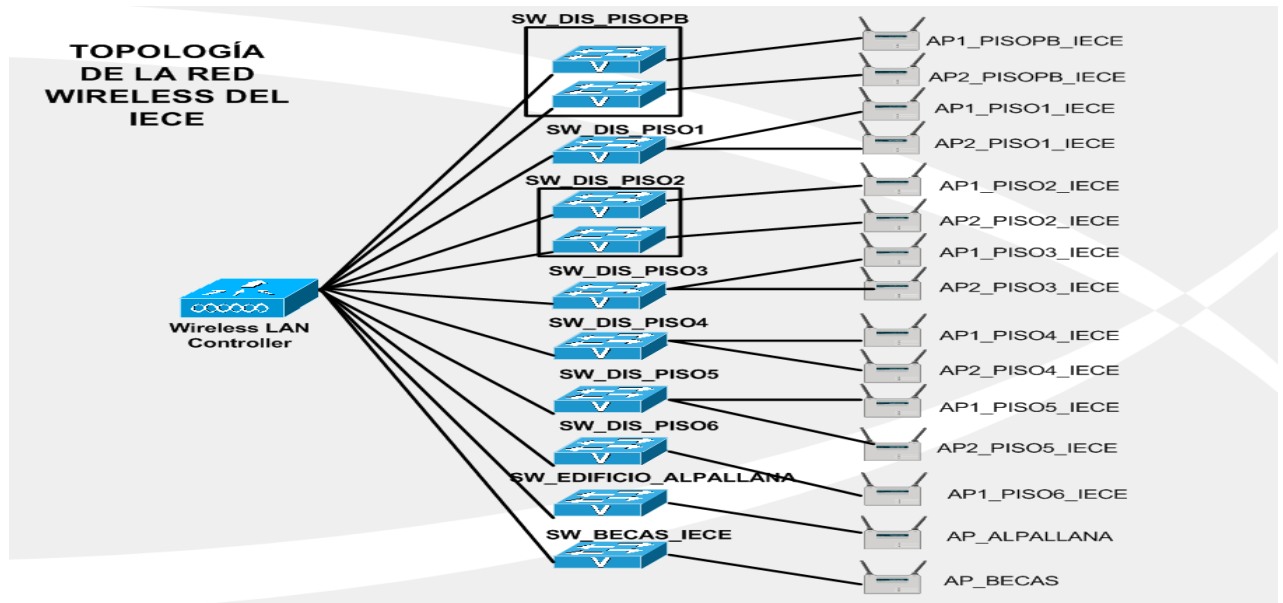 TOPOLOGÍA
DE LA RED
WIRELESS DEL
IECE
SW_DIS_PISOPB
AP1_PISOPB_IECE
AP2_PISOPB_IECE
SW_DIS_PISO1
AP1_PISO1_IECE
AP2_PISO1_IECE
SW_DIS_PISO2
AP1_PISO2_IECE
AP2_PISO2_IECE
SW_DIS_PISO3
AP1_PISO3_IECE
AP2_PISO3_IECE
Wireless LAN
Controller
SW_DIS_PISO4
AP1_PISO4_IECE
AP2_PISO4_IECE
SW_DIS_PISO5
AP1_PISO5_IECE
AP2_PISO5_IECE
SW_DIS_PISO6
AP1_PISO6_IECE
SW_EDIFICIO_ALPALLANA
AP_ALPALLANA
SW_BECAS_IECE
AP_BECAS